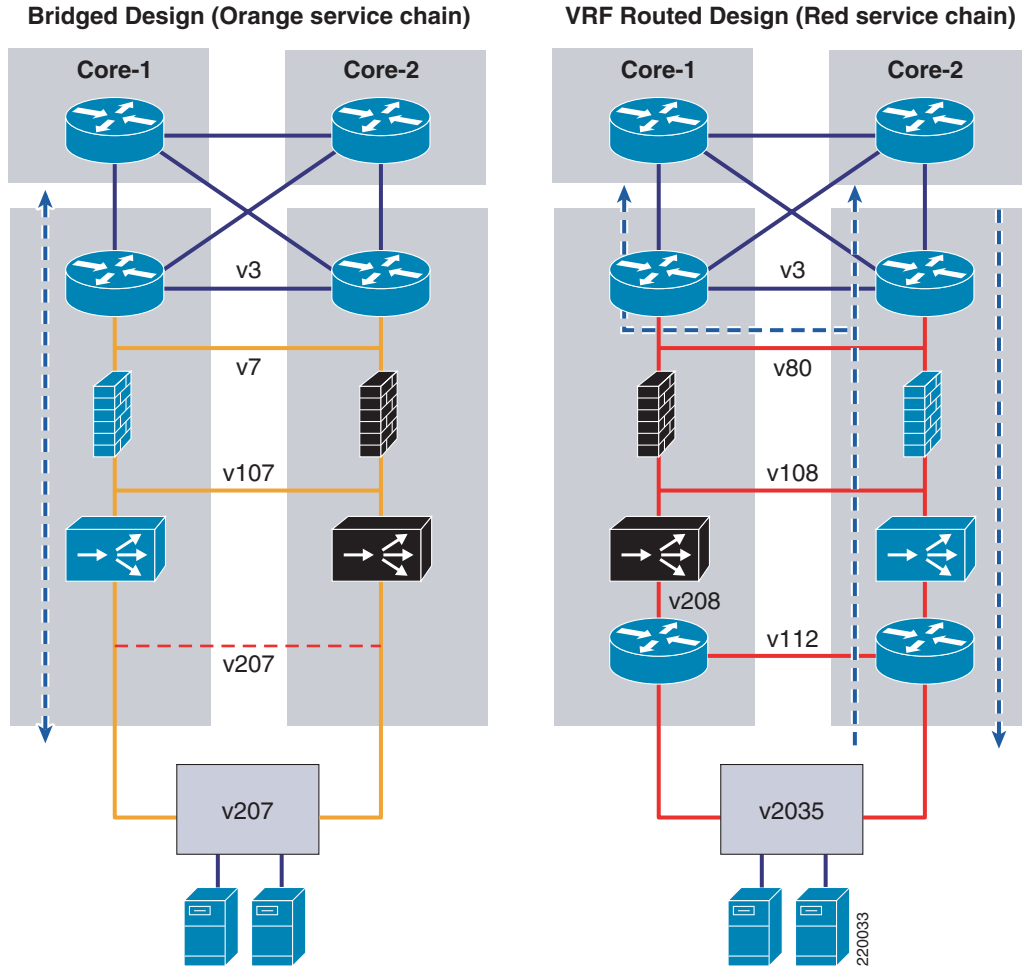 Bridged Design (Orange service chain)
Core-1
Core-2
v3
v7
v107
v207
v207
VRF Routed Design (Red service chain)
Core-1
Core-2
v3
v80
v108
v208
v112
v2035
220033